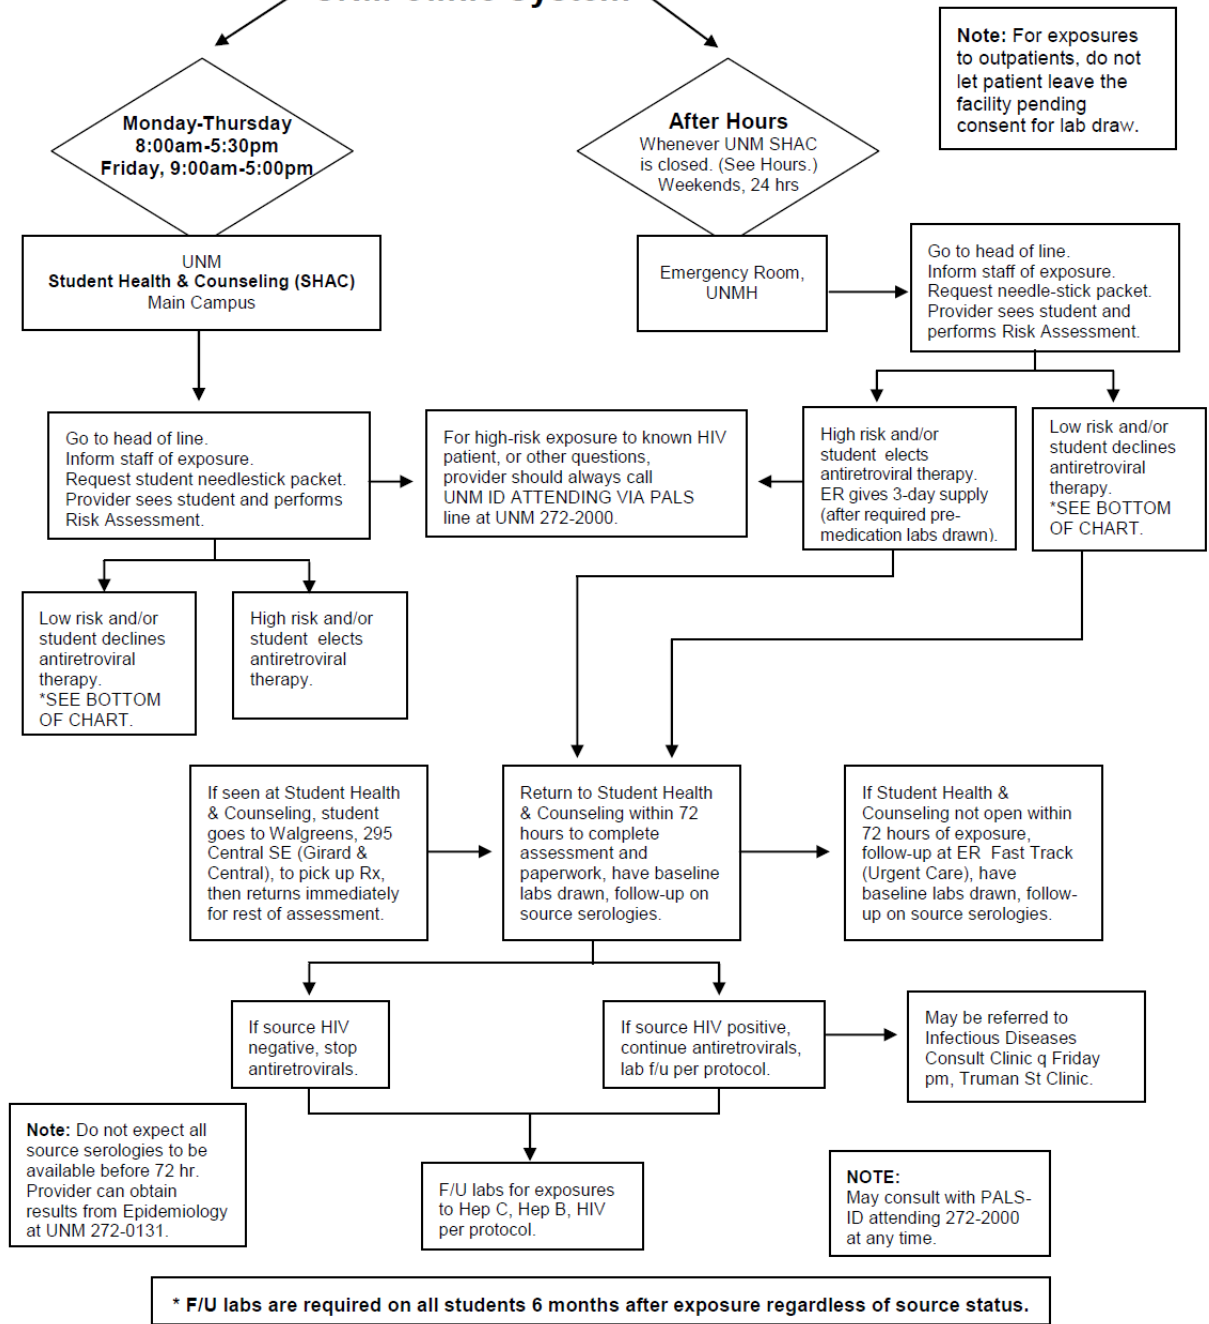 Clinic System
Note: For exposures
to outpatients, do not
let patient leave the
facility pending
consent for lab draw.
Monday-Thursday
8:00am-5:30pm
Friday, 9:00am-5:00pm
After Hours
Whenever UNM SHAC
is closed. (See Hours.)
Weekends, 24 hrs
UNM
Student Health & Counseling (SHAC)
Main Campus
Emergency Room,
UNMH
Go to head of line.
Inform staff of exposure.
Request needle-stick packet.
Provider sees student and
performs Risk Assessment.
Go to head of line.
Inform staff of exposure.
Request student needlestick packet.
Provider sees student and performs
Risk Assessment.
For high-risk exposure to known HIV
patient, or other questions,
provider should always call
UNM ID ATTENDING VIA PALS
line at UNM 272-2000.
High risk and/or
student elects
antiretroviral therapy.
ER gives 3-day supply
(after required pre-
medication labs drawn).
Low risk and/or
student declines
antiretroviral
therapy.
*SEE BOTTOM
OF CHART.
Low risk and/or
student declines
antiretroviral
therapy.
*SEE BOTTOM
OF CHART.
High risk and/or
student elects
antiretroviral
therapy.
If seen at Student Health
& Counseling, student
goes to Walgreens, 295
Central SE (Girard &
Central), to pick up Rx,
then returns immediately
for rest of assessment.
Return to Student Health
& Counseling within 72
hours to complete
assessment and
paperwork, have baseline
labs drawn, follow-up on
source serologies.
If Student Health &
Counseling not open within
72 hours of exposure,
follow-up at ER Fast Track
(Urgent Care), have
baseline labs drawn, follow-
up on source serologies.
If source HIV
negative, stop
antiretrovirals.
If source HIV positive,
continue antiretrovirals,
lab f/u per protocol.
May be referred to
Infectious Diseases
Consult Clinic q Friday
pm, Truman St Clinic.
Note: Do not expect all
source serologies to be
available before 72 hr.
Provider can obtain
results from Epidemiology
at UNM 272-0131.
F/U labs for exposures
to Hep C, Hep B, HIV
per protocol.
NOTE:
May consult with PALS-
ID attending 272-2000
at any time.
* F/U labs are required on all students 6 months after exposure regardless of source status.